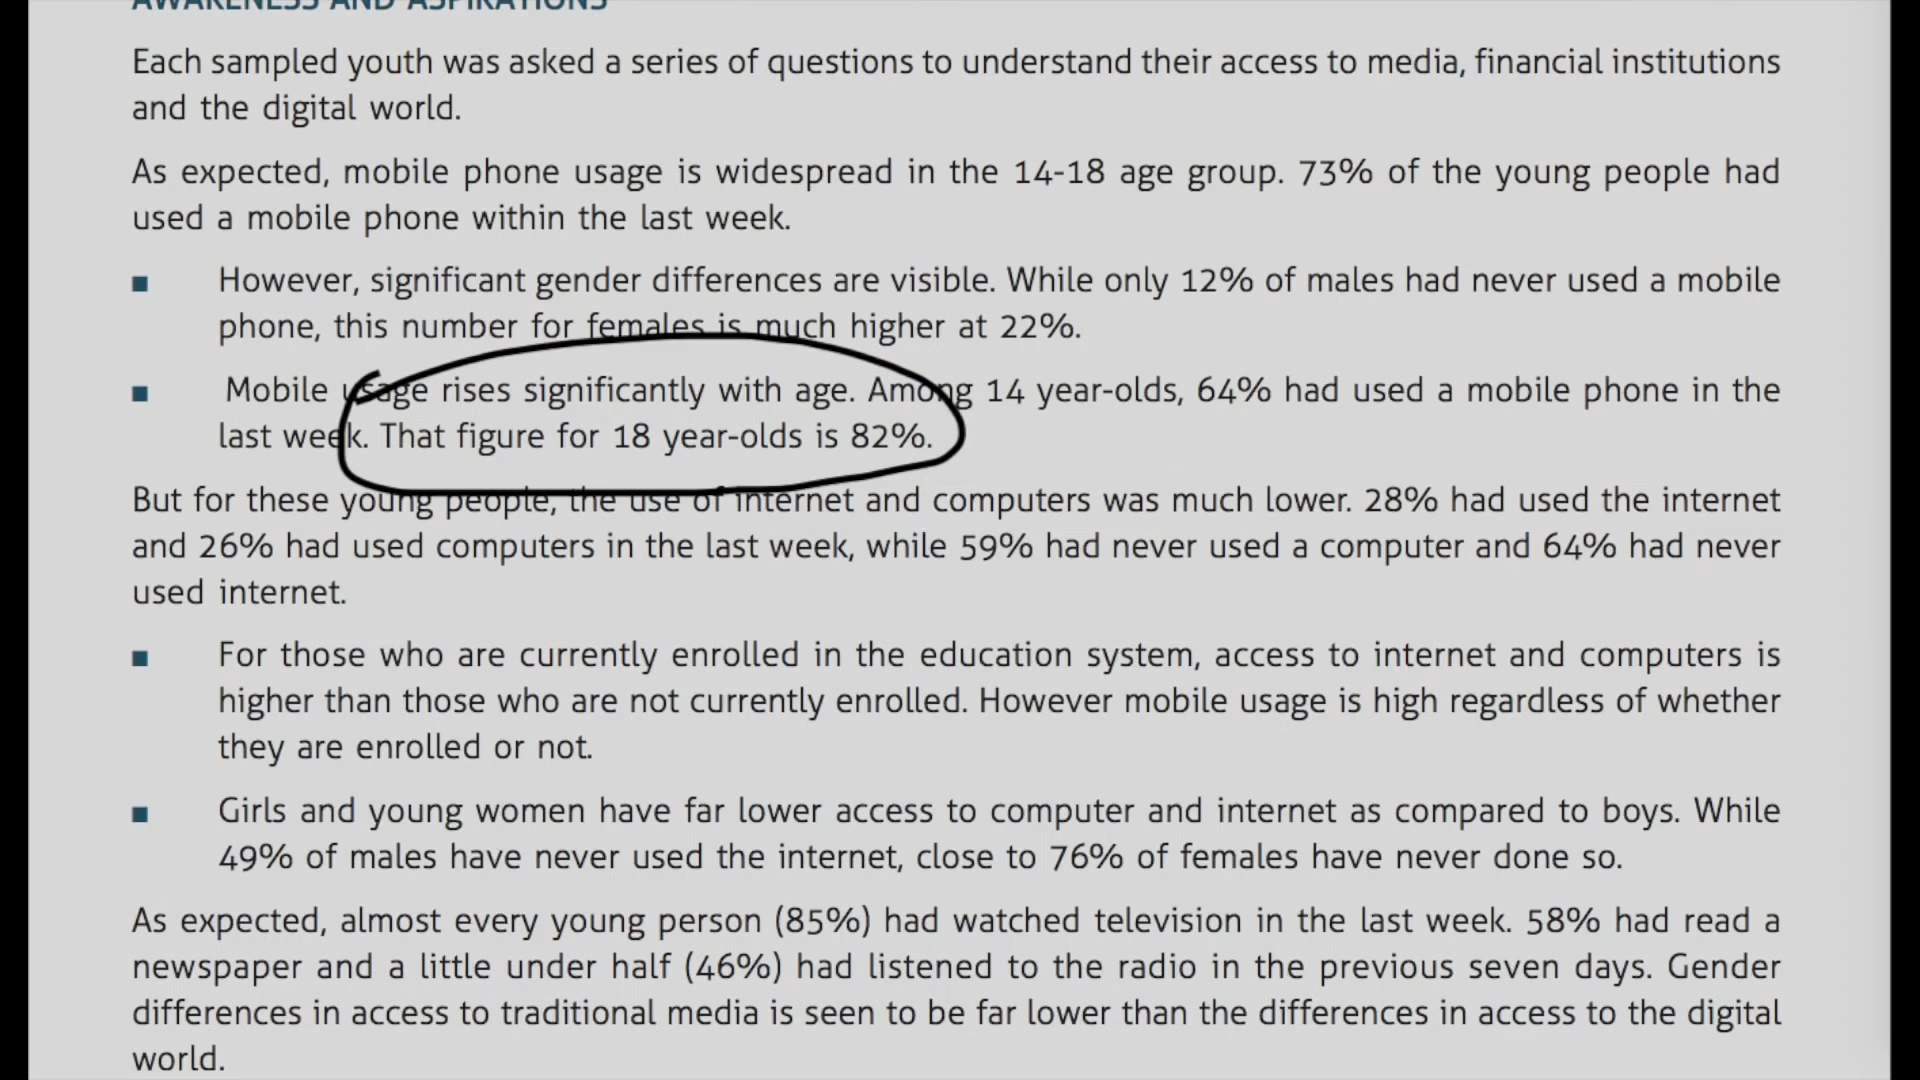 AWARENESS AND ASPIRATIONS
Each sampled youth was asked a series of questions to understand their access to media, financial institutions
and the digital world.
As expected, mobile phone usage is widespread in the 14-18 age group. 73% of the young people had
used a mobile phone within the last week.
■ However, significant gender differences are visible. While only 12% of males had never used a mobile
phone, this number for females is much higher at 22%.
■ Mobile usage rises significantly with age. Among 14 year-olds, 64% had used a mobile phone in the
last week. That figure for 18 year-olds is 82%.
But for these young people, the use of internet and computers was much lower. 28% had used the internet
and 26% had used computers in the last week, while 59% had never used a computer and 64% had never
used internet.
■ For those who are currently enrolled in the education system, access to internet and computers is
higher than those who are not currently enrolled. However mobile usage is high regardless of whether
they are enrolled or not.
■ Girls and young women have far lower access to computer and internet as compared to boys. While
49% of males have never used the internet, close to 76% of females have never done so.
As expected, almost every young person (85%) had watched television in the last week. 58% had read a
newspaper and a little under half (46%) had listened to the radio in the previous seven days. Gender
differences in access to traditional media is seen to be far lower than the differences in access to the digital
world.